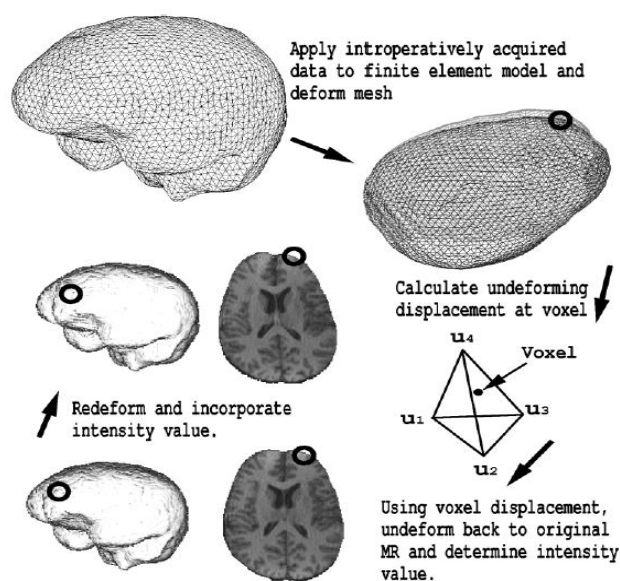 Apply introperatively acquired
data to finite element model and
deform mesh
Calculate undeforming
displacement at voxel
u4
Voxel
u1
u3
u2
Redeform and incorporate
intensity value.
Using voxel displacement,
undeform back to original
MR and determine intensity
value.